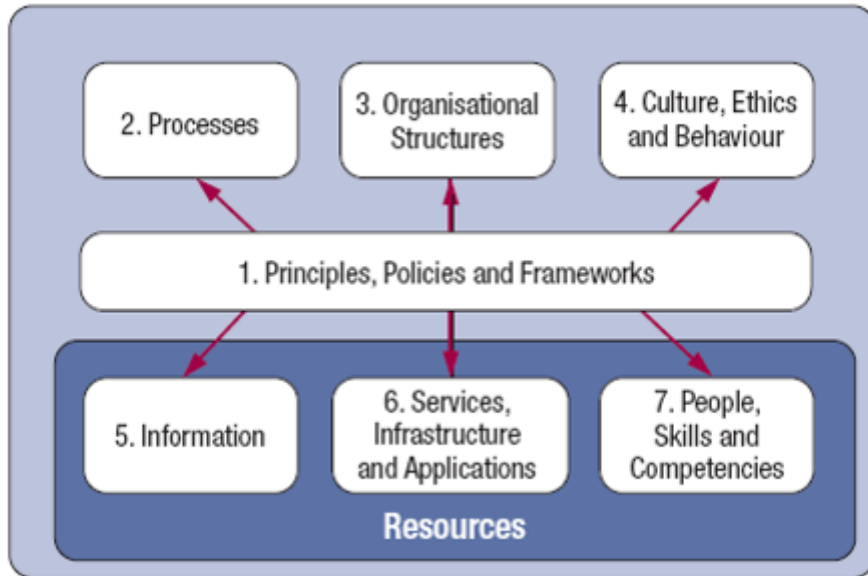 2. Processes
3. Organisational
Structures
4. Culture, Ethics
and Behaviour
1. Principles, Policies and Frameworks
5. Information
6. Services,
Infrastructure
and Applications
7. People,
Skills and
Competencies
Resources